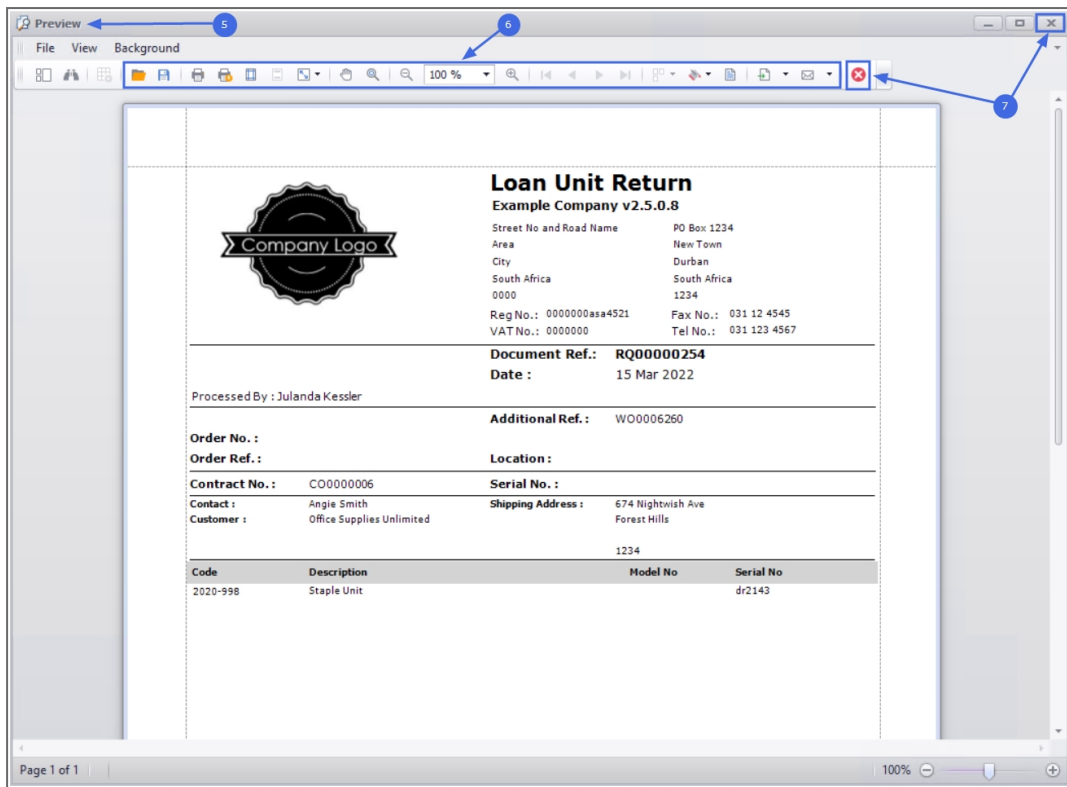 Preview 5 6
File View Background
100 %
7
Loan Unit Return
Example Company v2.5.0.8
Company Logo
Street No and Road Name PO Box 1234
Area New Town
City Durban
South Africa South Africa
0000 1234
Reg No.: 0000000asa4521 Fax No.: 031 12 4545
VAT No.: 0000000 Tel No.: 031 123 4567
Document Ref.: RQ00000254
Date : 15 Mar 2022
Processed By : Julanda Kessler
Additional Ref. : WO0006260
Order No. :
Order Ref. : Location :
Contract No. : CO0000006 Serial No. :
Contact : Angie Smith Shipping Address : 674 Nightwish Ave
Customer : Office Supplies Unlimited Forest Hills
1234
Code Description Model No Serial No
2020-998 Staple Unit dr2143
Page 1 of 1 100%